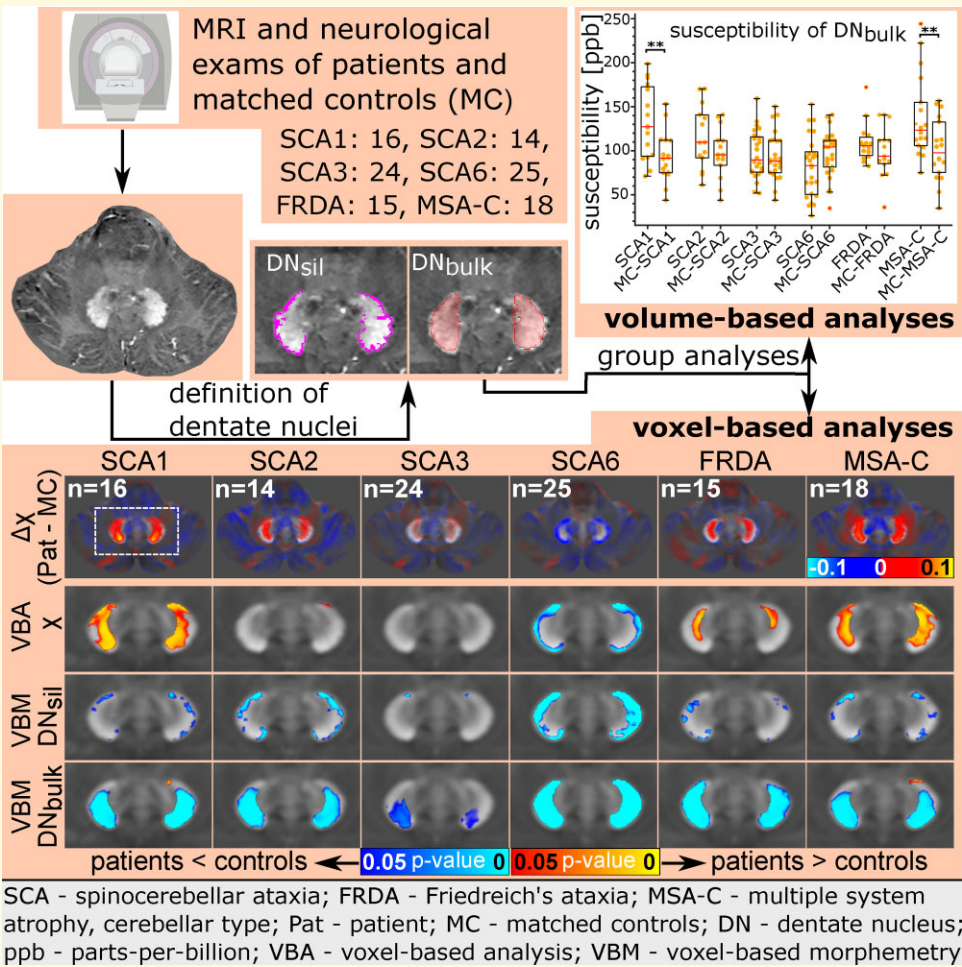 MRI and neurological
exams of patients and
matched controls (MC)
SCA1: 16, SCA2: 14,
SCA3: 24, SCA6: 25,
FRDA: 15, MSA-C: 18
susceptibility of DNbulk
susceptibility [ppb]
250
200
150
100
50
**
**
SCA1
MC-SCA1
SCA2
MC-SCA2
SCA3
MC-SCA3
SCA6
MC-SCA6
FRDA
MC-FRDA
MSA-C
MC-MSA-C
volume-based analyses
DNsil
DNbulk
group analyses
definition of
dentate nuclei
voxel-based analyses
SCA1 SCA2 SCA3 SCA6 FRDA MSA-C
n=16 n=14 n=24 n=25 n=15 n=18
Δχ
(Pat - MC)
-0.1 0 0.1
VBA
χ
VBM
DNsil
VBM
DNbulk
patients < controls 0.05 p-value 0 0.05 p-value 0 patients > controls
SCA - spinocerebellar ataxia; FRDA - Friedreich's ataxia; MSA-C - multiple system
atrophy, cerebellar type; Pat - patient; MC - matched controls; DN - dentate nucleus;
ppb - parts-per-billion; VBA - voxel-based analysis; VBM - voxel-based morphemetry